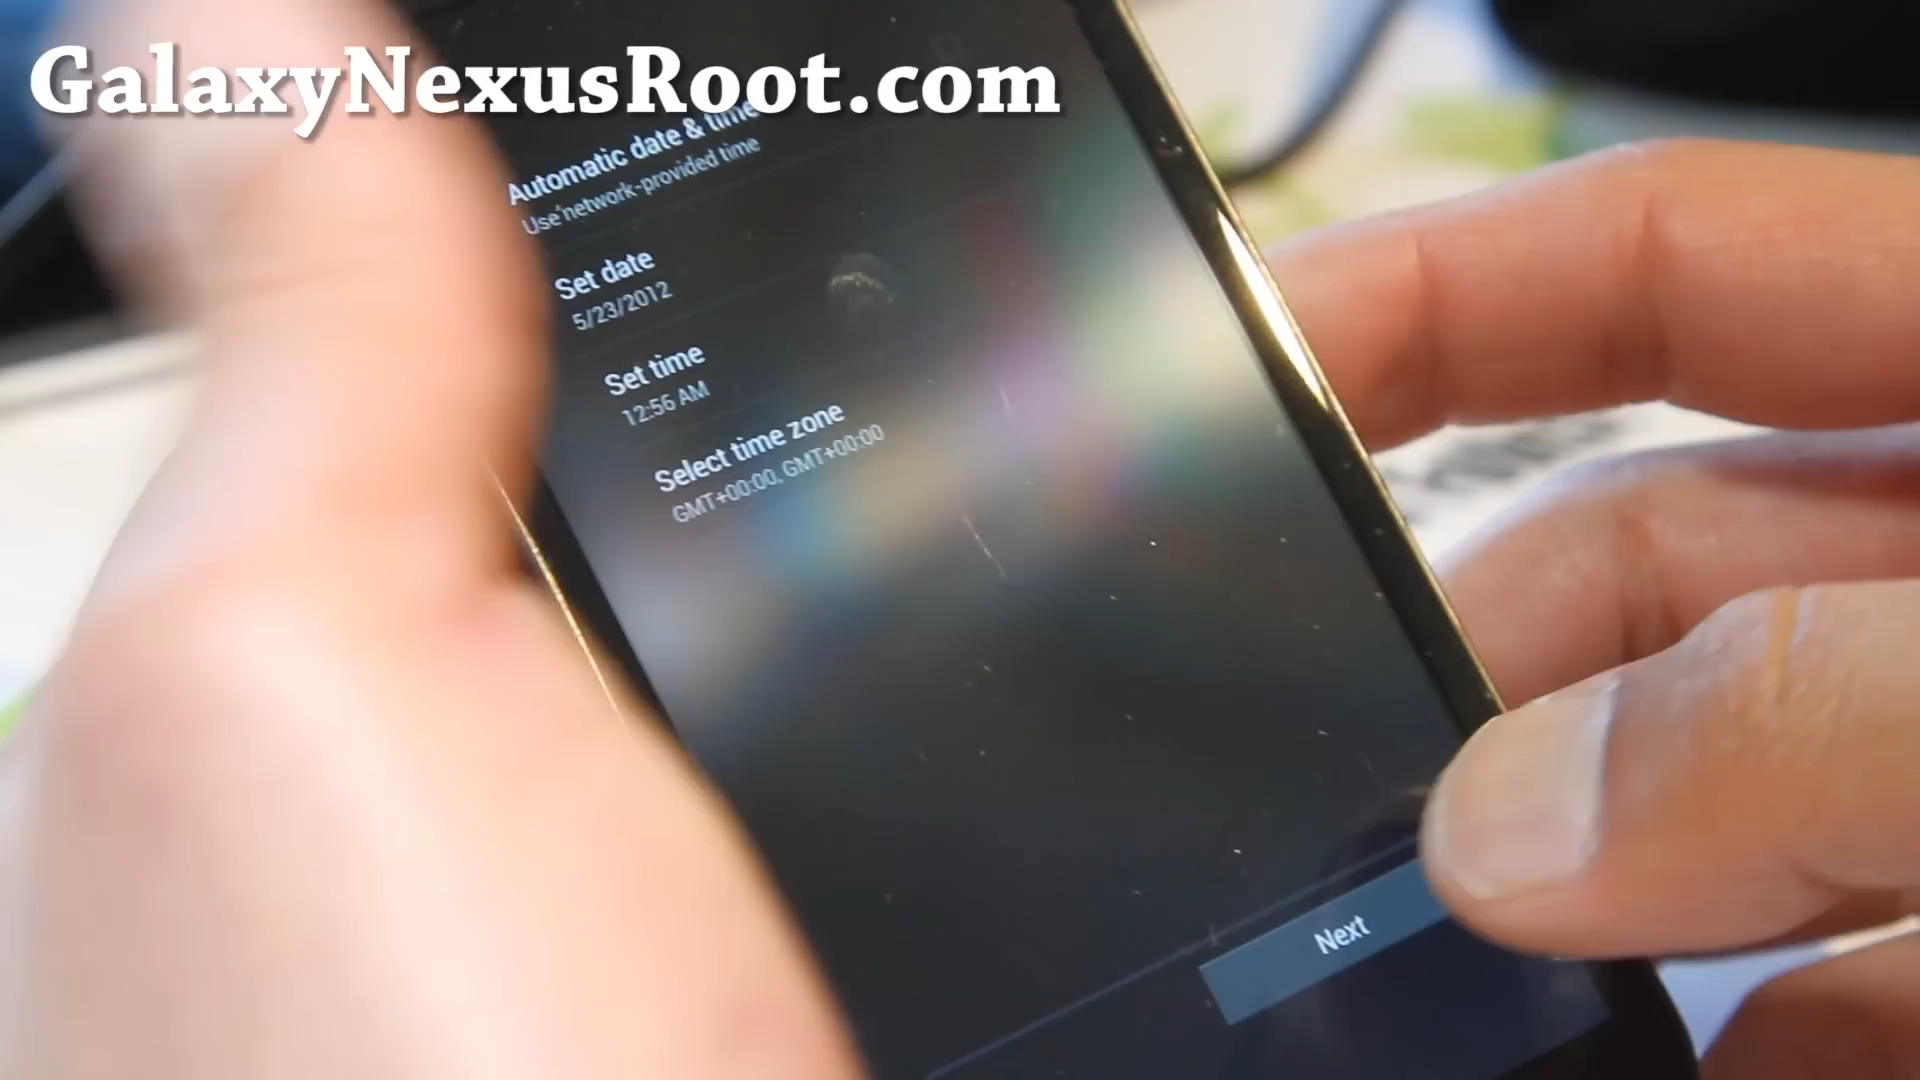 GalaxyNexusRoot.com
Automatic date & time
Use network-provided time
Set date
5/23/2012
Set time
12:56 AM
Select time zone
GMT+00:00, GMT+00:00
Next